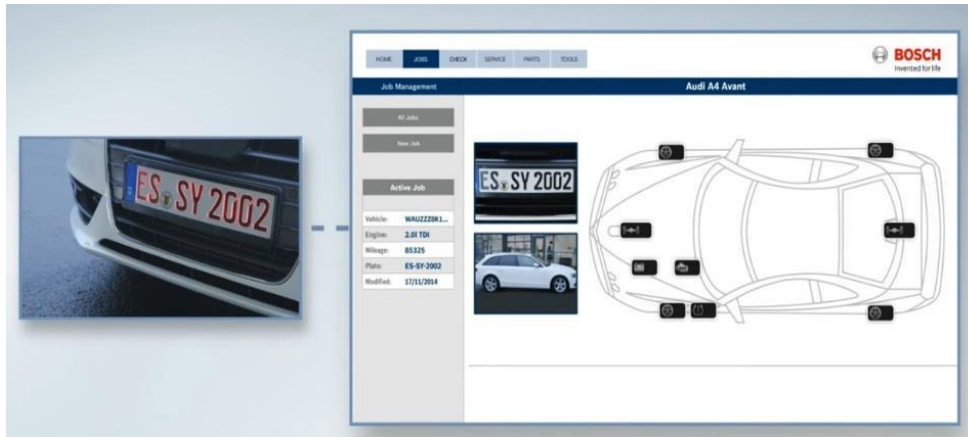 ES SY 2002
HOME JOBS CHECK SERVICE PARTS TOOLS
BOSCH
Invented for life
Job Management
Audi A4 Avant
All Jobs
New Job
Active Job
Vehicle: WAUZZZ8K1...
Engine: 2.0l TDI
Mileage: 85325
Plate: ES-SY-2002
Modified: 17/11/2014
ES SY 2002